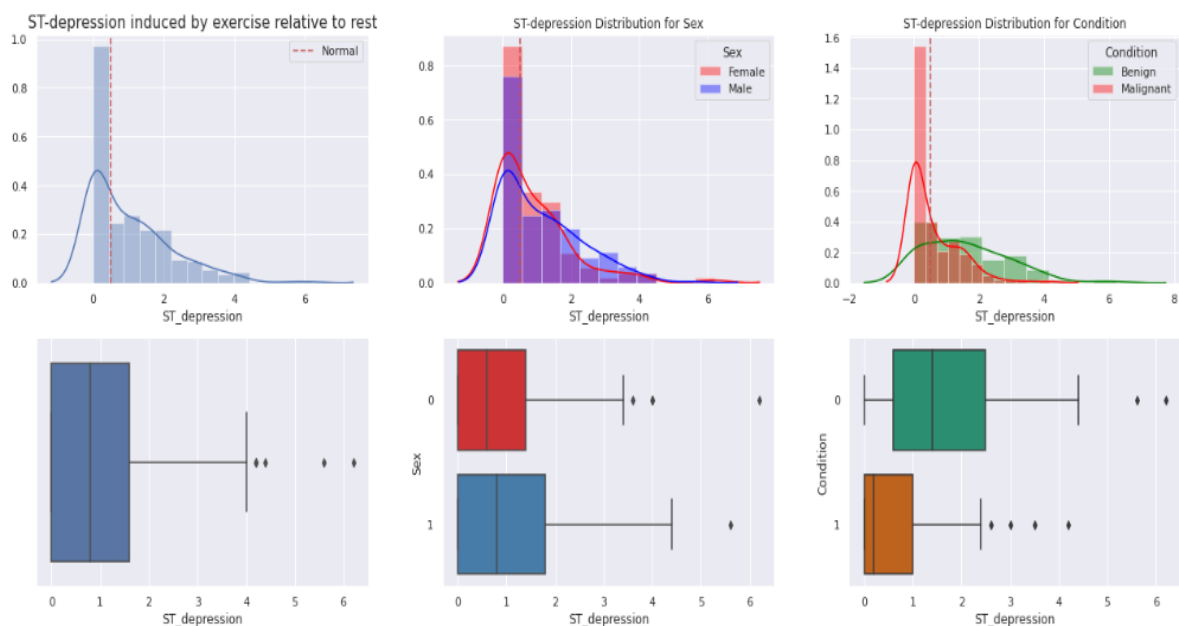 ST-depression induced by exercise relative to rest
1.0
0.8
0.6
0.4
0.2
0.0
Normal
0 2 4 6
ST_depression
ST-depression Distribution for Sex
0.8
0.6
0.4
0.2
0.0
Sex
Female
Male
0 2 4 6
ST_depression
ST-depression Distribution for Condition
1.6
1.4
1.2
1.0
0.8
0.6
0.4
0.2
0.0
Condition
Benign
Malignant
−2 0 2 4 6 8
ST_depression
0 1 2 3 4 5 6
ST_depression
Sex
0
1
0 1 2 3 4 5 6
ST_depression
Condition
0
1
0 1 2 3 4 5 6
ST_depression